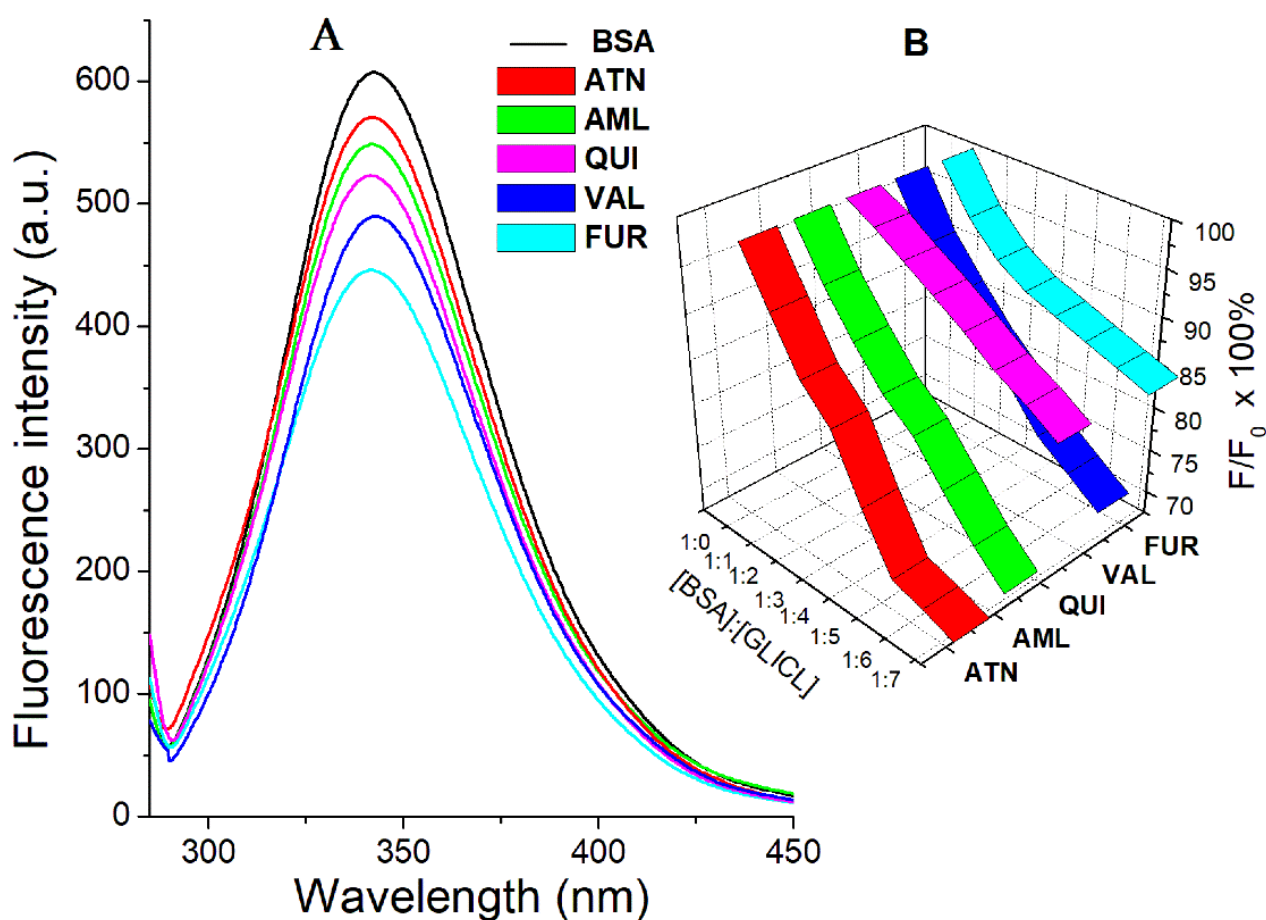 A
BSA
ATN
AML
QUI
VAL
FUR
Fluorescence intensity (a.u.)
600
500
400
300
200
100
0
300
350
400
450
Wavelength (nm)
B
100
95
90
85
80
75
70
F/F0 x 100%
1:0
1:1
1:2
1:3
1:4
1:5
1:6
1:7
[BSA]:[GLICL]
ATN
AML
QUI
VAL
FUR